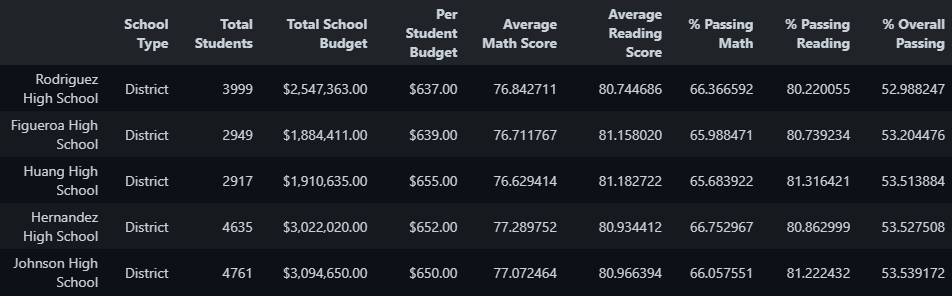 School Type Total Students Total School Budget Per Student Budget Average Math Score Average Reading Score % Passing Math % Passing Reading % Overall Passing
Rodriguez High School District 3999 $2,547,363.00 $637.00 76.842711 80.744686 66.366592 80.220055 52.988247
Figueroa High School District 2949 $1,884,411.00 $639.00 76.711767 81.158020 65.988471 80.739234 53.204476
Huang High School District 2917 $1,910,635.00 $655.00 76.629414 81.182722 65.683922 81.316421 53.513884
Hernandez High School District 4635 $3,022,020.00 $652.00 77.289752 80.934412 66.752967 80.862999 53.527508
Johnson High School District 4761 $3,094,650.00 $650.00 77.072464 80.966394 66.057551 81.222432 53.539172